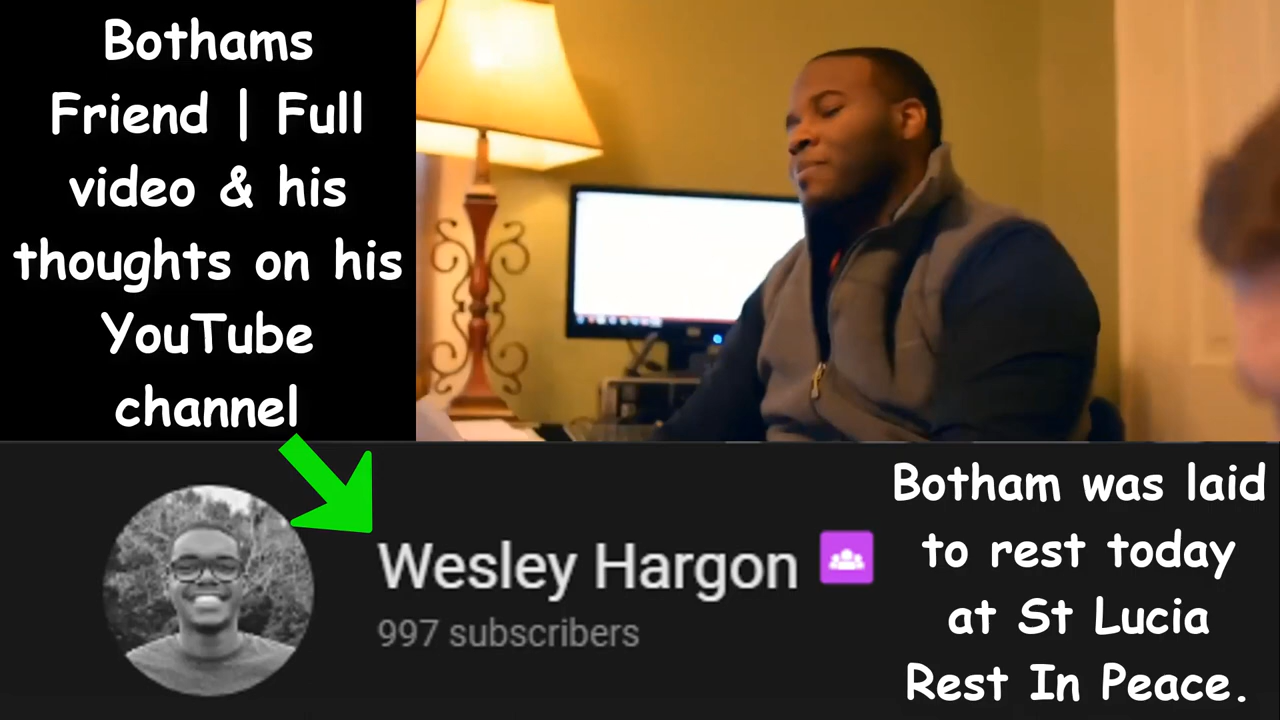 Bothams
Friend | Full
video & his
thoughts on his
YouTube
channel
Wesley Hargon
997 subscribers
Botham was laid
to rest today
at St Lucia
Rest In Peace.